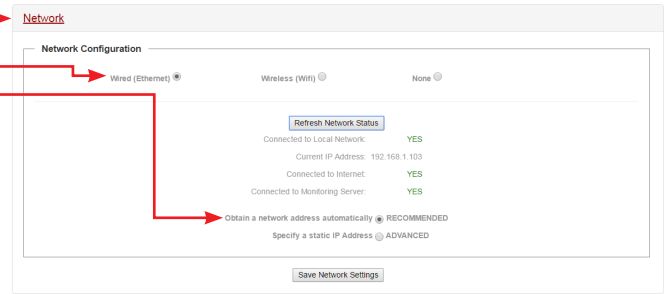 Network
Network Configuration
Wired (Ethernet) Wireless (Wifi) None
Refresh Network Status
Connected to Local Network: YES
Current IP Address: 192.168.1.103
Connected to Internet: YES
Connected to Monitoring Server: YES
Obtain a network address automatically RECOMMENDED
Specify a static IP Address ADVANCED
Save Network Settings